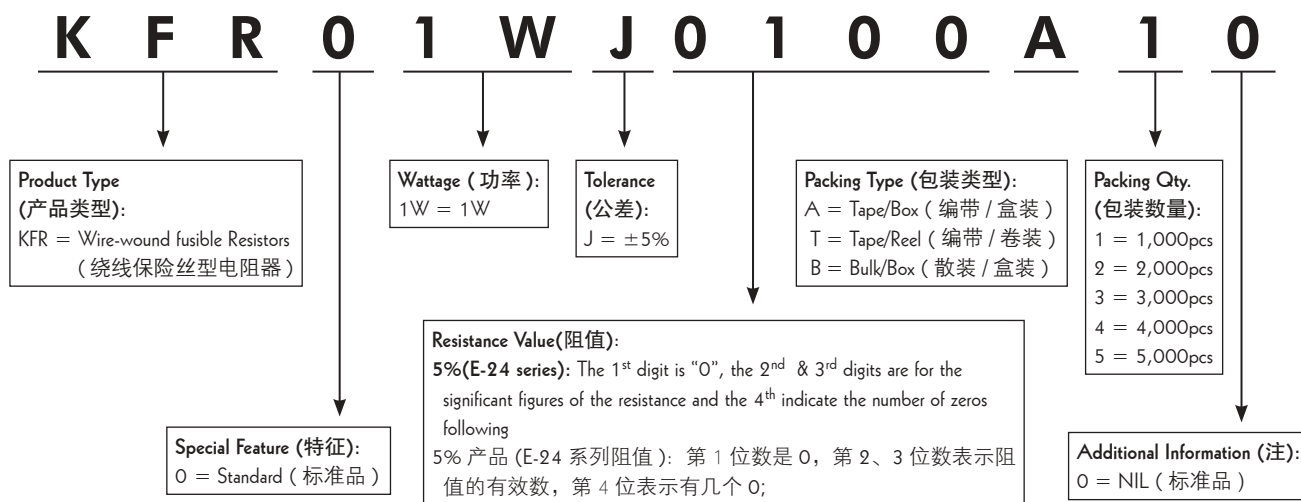 K F R 0 1 W J 0 1 0 0 A 1 0
Product Type
(产品类型):
KFR = Wire-wound fusible Resistors
(绕线保险丝型电阻器)
Wattage (功率):
1W = 1W
Tolerance
(公差):
J = ±5%
Packing Type (包装类型):
A = Tape/Box (编带 / 盒装)
T = Tape/Reel (编带 / 卷装)
B = Bulk/Box (散装 / 盒装)
Packing Qty.
(包装数量):
1 = 1,000pcs
2 = 2,000pcs
3 = 3,000pcs
4 = 4,000pcs
5 = 5,000pcs
Special Feature (特征):
0 = Standard (标准品)
Resistance Value(阻值):
5%(E-24 series): The 1st digit is “0”, the 2nd & 3rd digits are for the
significant figures of the resistance and the 4th indicate the number of zeros
following
5% 产品 (E-24 系列阻值): 第 1 位数是 0，第 2、3 位数表示阻
值的有效数，第 4 位表示有几个 0;
Additional Information (注):
0 = NIL (标准品)